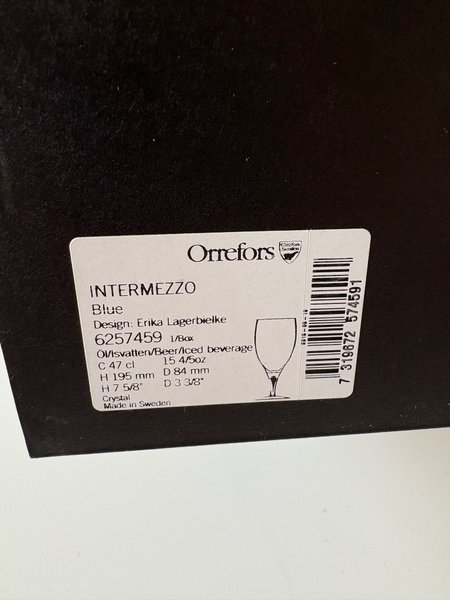 Orrefors
INTERMEZZO
Blue
Design: Erika Lagerbielke
6257459 1/Box
Öl/Isvatten/Beer/Iced beverage
C 47 cl 15 4/5oz
H 195 mm D 84 mm
H 7 5/8" D 3 3/8"
Crystal
Made in Sweden
7 319672 574591